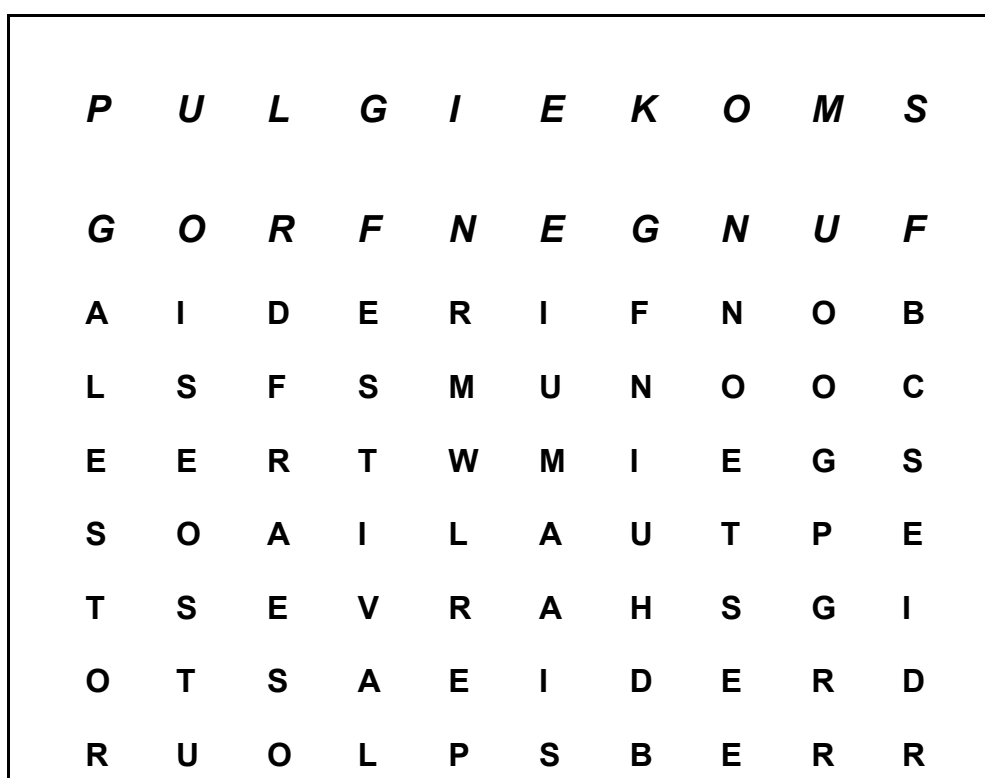 P U L G I E K O M S
G O R F N E G N U F
A I D E R I F N O B
L S F S M U N O O C
E E R T W M I E G S
S O A I L A U T P E
T S E V R A H S G I
O T S A E I D E R D
R U O L P S B E R R